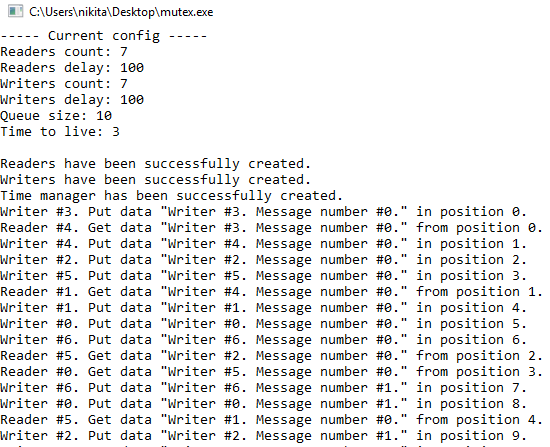 C:\Users\nikita\Desktop\mutex.exe
----- Current config -----
Readers count: 7
Readers delay: 100
Writers count: 7
Writers delay: 100
Queue size: 10
Time to live: 3
Readers have been successfully created.
Writers have been successfully created.
Time manager has been successfully created.
Writer #3. Put data "Writer #3. Message number #0." in position 0.
Reader #4. Get data "Writer #3. Message number #0." from position 0.
Writer #4. Put data "Writer #4. Message number #0." in position 1.
Writer #2. Put data "Writer #2. Message number #0." in position 2.
Writer #5. Put data "Writer #5. Message number #0." in position 3.
Reader #1. Get data "Writer #4. Message number #0." from position 1.
Writer #1. Put data "Writer #1. Message number #0." in position 4.
Writer #0. Put data "Writer #0. Message number #0." in position 5.
Writer #6. Put data "Writer #6. Message number #0." in position 6.
Reader #5. Get data "Writer #2. Message number #0." from position 2.
Reader #0. Get data "Writer #5. Message number #0." from position 3.
Writer #6. Put data "Writer #6. Message number #1." in position 7.
Writer #0. Put data "Writer #0. Message number #1." in position 8.
Reader #5. Get data "Writer #1. Message number #0." from position 4.
Writer #2. Put data "Writer #2. Message number #1." in position 9.